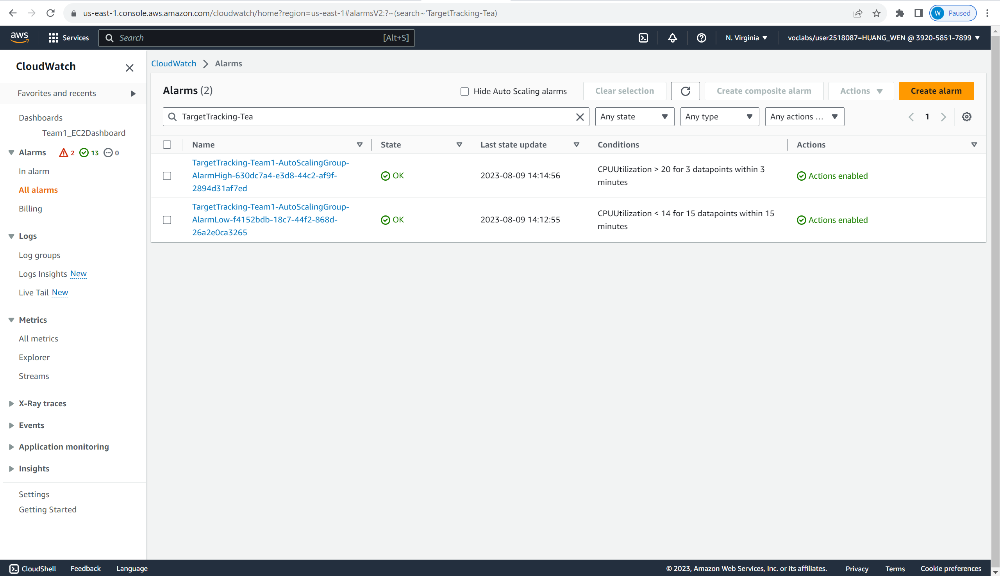 us-east-1.console.aws.amazon.com/cloudwatch/home?region=us-east-1#alarmsV2:?~(search~'TargetTracking-Tea)
W Paused
aws Services Search [Alt+S] N. Virginia voclabs/user2518087=HUANG_WEN @ 3920-5851-7899
CloudWatch
Favorites and recents
Dashboards
Team1_EC2Dashboard
Alarms 2 13 0
In alarm
All alarms
Billing
Logs
Log groups
Logs Insights New
Live Tail New
Metrics
All metrics
Explorer
Streams
X-Ray traces
Events
Application monitoring
Insights
Settings
Getting Started
CloudWatch Alarms
Alarms (2) Hide Auto Scaling alarms Clear selection Create composite alarm Actions Create alarm
TargetTracking-Tea Any state Any type Any actions ... 1
Name State Last state update Conditions Actions
TargetTracking-Team1-AutoScalingGroup-
AlarmHigh-630dc7a4-e3d8-44c2-af9f-
2894d31af7ed
OK
2023-08-09 14:14:56
CPUUtilization > 20 for 3 datapoints within 3
minutes
Actions enabled
TargetTracking-Team1-AutoScalingGroup-
AlarmLow-f4152bdb-18c7-44f2-868d-
26a2e0ca3265
OK
2023-08-09 14:12:55
CPUUtilization < 14 for 15 datapoints within 15
minutes
Actions enabled
CloudShell Feedback Language © 2023, Amazon Web Services, Inc. or its affiliates. Privacy Terms Cookie preferences